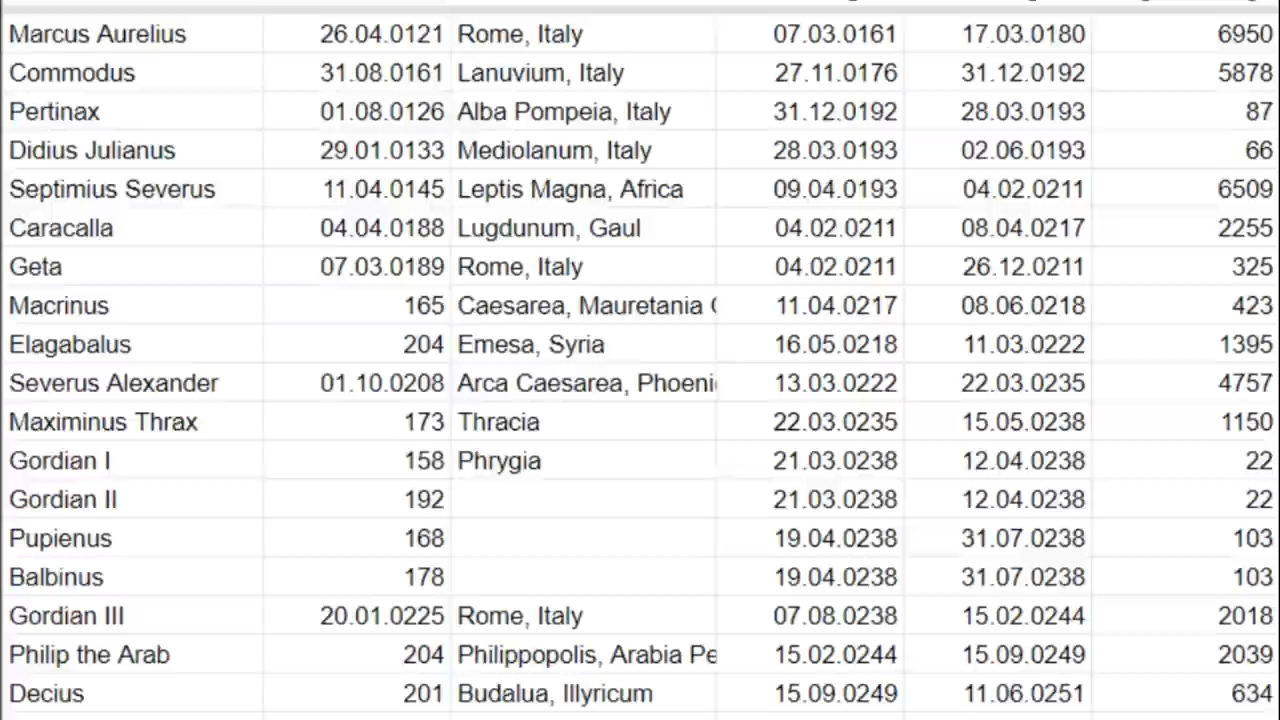 Marcus Aurelius 26.04.0121 Rome, Italy 07.03.0161 17.03.0180 6950
Commodus 31.08.0161 Lanuvium, Italy 27.11.0176 31.12.0192 5878
Pertinax 01.08.0126 Alba Pompeia, Italy 31.12.0192 28.03.0193 87
Didius Julianus 29.01.0133 Mediolanum, Italy 28.03.0193 02.06.0193 66
Septimius Severus 11.04.0145 Leptis Magna, Africa 09.04.0193 04.02.0211 6509
Caracalla 04.04.0188 Lugdunum, Gaul 04.02.0211 08.04.0217 2255
Geta 07.03.0189 Rome, Italy 04.02.0211 26.12.0211 325
Macrinus 165 Caesarea, Mauretania 11.04.0217 08.06.0218 423
Elagabalus 204 Emesa, Syria 16.05.0218 11.03.0222 1395
Severus Alexander 01.10.0208 Arca Caesarea, Phoeni 13.03.0222 22.03.0235 4757
Maximinus Thrax 173 Thracia 22.03.0235 15.05.0238 1150
Gordian I 158 Phrygia 21.03.0238 12.04.0238 22
Gordian II 192 21.03.0238 12.04.0238 22
Pupienus 168 19.04.0238 31.07.0238 103
Balbinus 178 19.04.0238 31.07.0238 103
Gordian III 20.01.0225 Rome, Italy 07.08.0238 15.02.0244 2018
Philip the Arab 204 Philippopolis, Arabia Pe 15.02.0244 15.09.0249 2039
Decius 201 Budalua, Illyricum 15.09.0249 11.06.0251 634